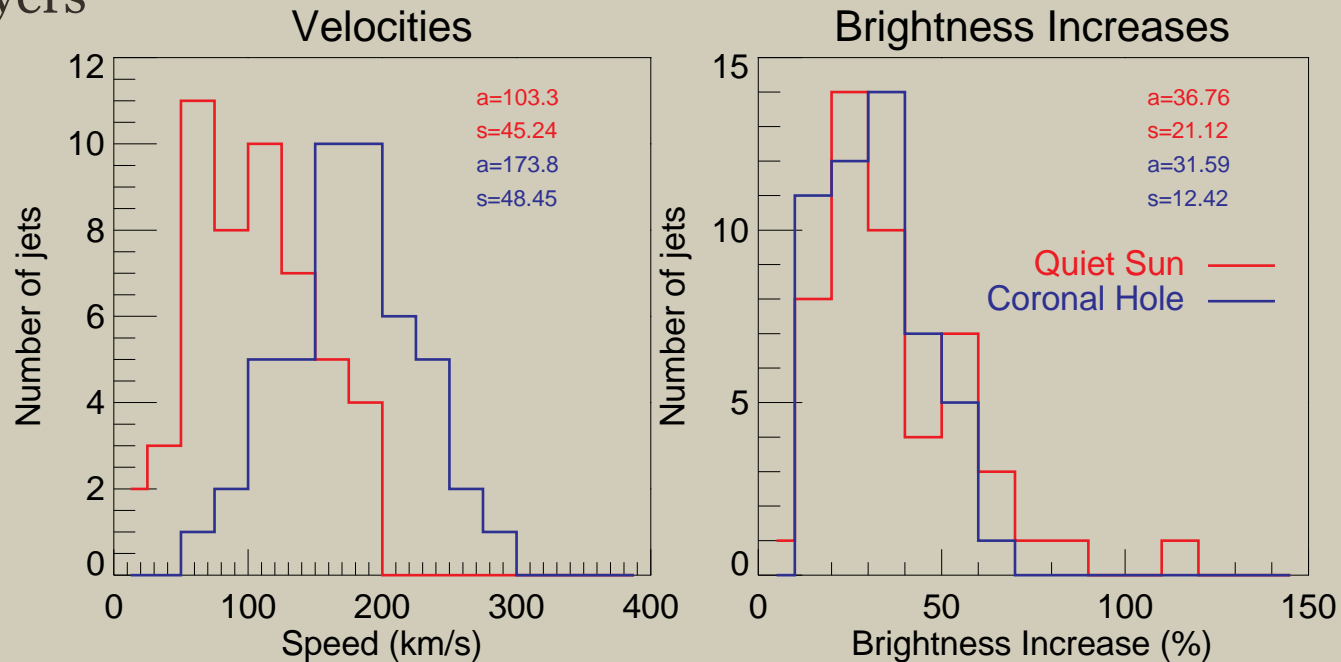 Velocities
12
10
8
6
4
2
0
Number of jets
a=103.3
s=45.24
a=173.8
s=48.45
0 100 200 300 400
Speed (km/s)
Brightness Increases
15
10
5
0
Number of jets
a=36.76
s=21.12
a=31.59
s=12.42
Quiet Sun
Coronal Hole
0 50 100 150
Brightness Increase (%)